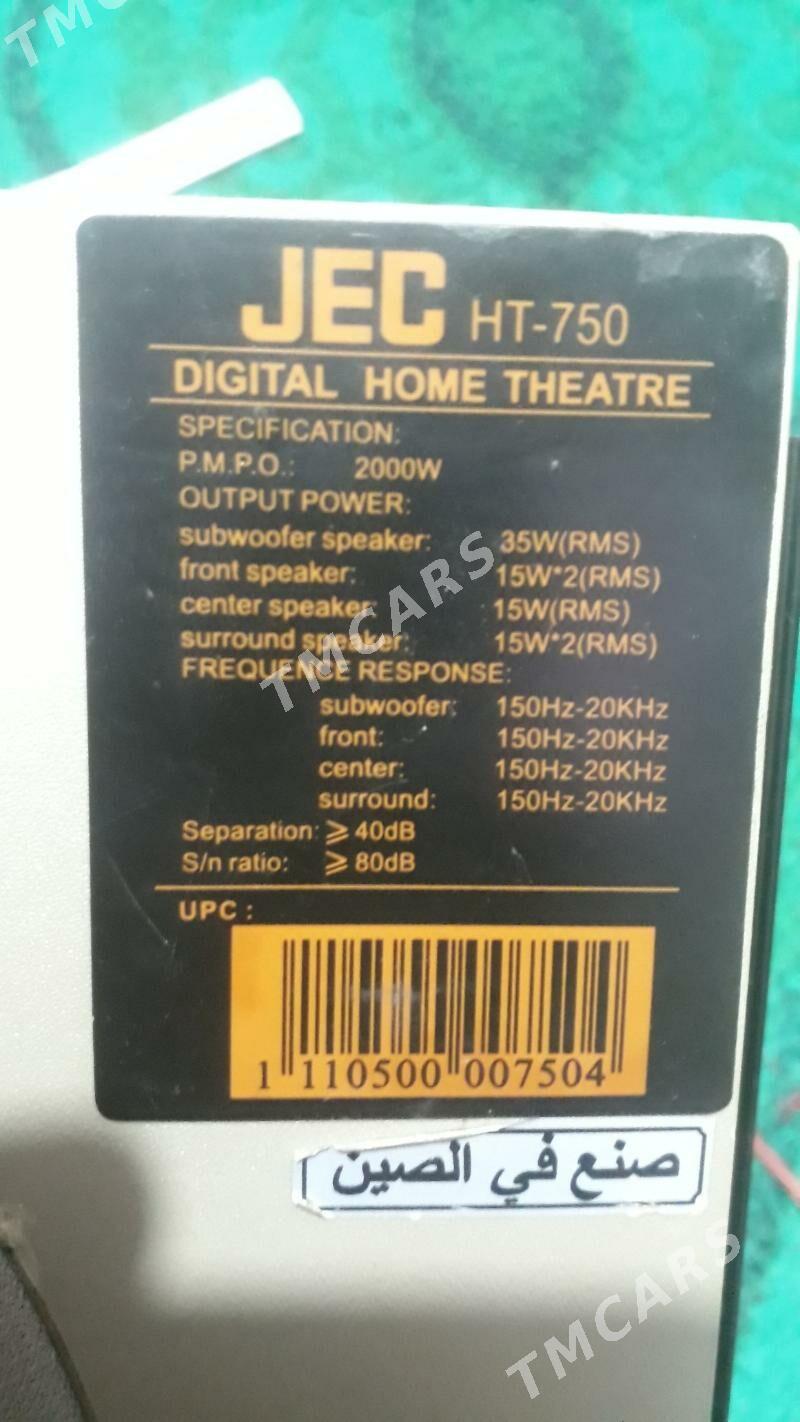 TMCARS
JEC HT-750
DIGITAL HOME THEATRE
SPECIFICATION:
P.M.P.O.: 2000W
OUTPUT POWER:
subwoofer speaker: 35W(RMS)
front speaker: 15W*2(RMS)
center speaker: 15W(RMS)
surround speaker: 15W*2(RMS)
FREQUENCE RESPONSE:
subwoofer: 150Hz-20KHz
front: 150Hz-20KHz
center: 150Hz-20KHz
surround: 150Hz-20KHz
Separation: ⩾ 40dB
S/n ratio: ⩾ 80dB
UPC :
1 110500 007504
صنع في الصين
TMCARS
TMCARS